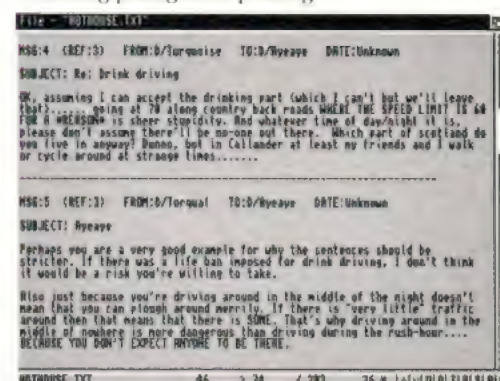 File - "HOTHOUSE.TXT"
MSG:4 (REF:3) FROM:D/Turquoise TO:D/Ayeaye DATE:Unknown
SUBJECT: Re: Drink driving
OK, assuming I can accept the drinking part (which I can't but we'll leave
that)...... going at 70 along country back roads WHERE THE SPEED LIMIT IS 60
FOR A *REASON* is sheer stupidity. And whatever time of day/night it is,
please don't assume there'll be no-one out there. Which part of scotland do
you live in anyway? Dunno, but in Callander at least my friends and I walk
or cycle around at strange times.......
MSG:5 (REF:3) FROM:D/Torquat TO:D/Ayeaye DATE:Unknown
SUBJECT: Ayeaye
Perhaps you are a very good example for why the sentences should be
stricter. If there was a life ban imposed for drink driving, I don't think
it would be a risk you're willing to take.
Also just because you're driving around in the middle of the night doesn't
mean that you can plough around merrily. If there is "very little" traffic
around then that means that there is SOME. That's why driving around in the
middle of nowhere is more dangerous than driving during the rush-hour....
BECAUSE YOU DON'T EXPECT ANYONE TO BE THERE.
HOTHOUSE.TXT